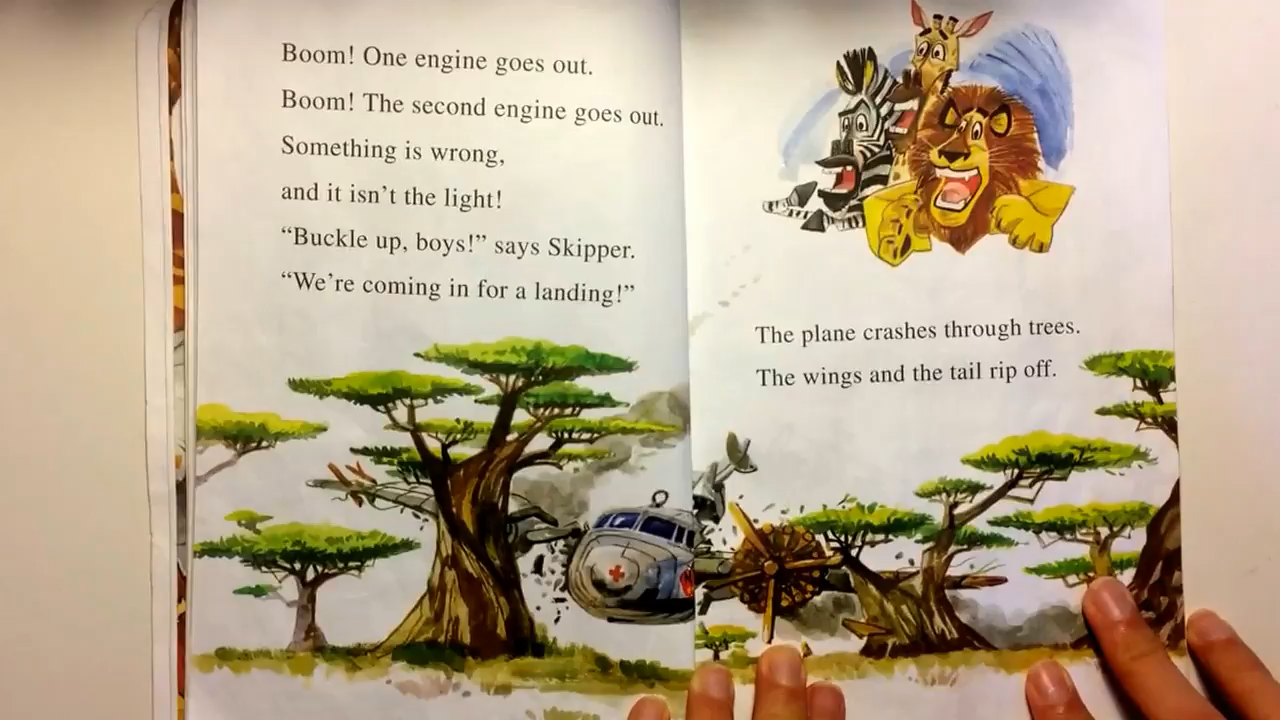 Boom! One engine goes out.
Boom! The second engine goes out.
Something is wrong,
and it isn't the light!
“Buckle up, boys!” says Skipper.
“We're coming in for a landing!”
The plane crashes through trees.
The wings and the tail rip off.